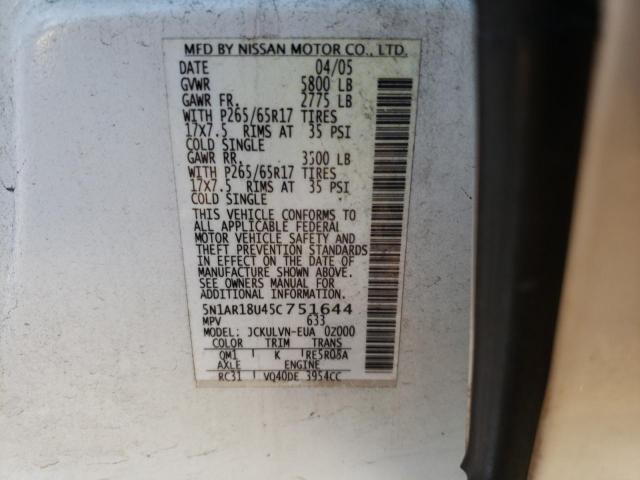 MFD BY NISSAN MOTOR CO., LTD.
DATE 04/05
GVWR 5800 LB
GAWR FR. 2775 LB
WITH P265/65R17 TIRES
17X7.5 RIMS AT 35 PSI
COLD SINGLE
GAWR RR. 3300 LB
WITH P265/65R17 TIRES
17X7.5 RIMS AT 35 PSI
COLD SINGLE
THIS VEHICLE CONFORMS TO
ALL APPLICABLE FEDERAL
MOTOR VEHICLE SAFETY AND
THEFT PREVENTION STANDARDS
IN EFFECT ON THE DATE OF
MANUFACTURE SHOWN ABOVE.
SEE OWNERS MANUAL FOR
ADDITIONAL INFORMATION.
5N1AR18U45C751644
MPV 633
MODEL: JCKULVN-EUA 02000
COLOR TRIM TRANS
QM1 K RE5R05A
AXLE ENGINE
RC31 VQ40DE 3954CC